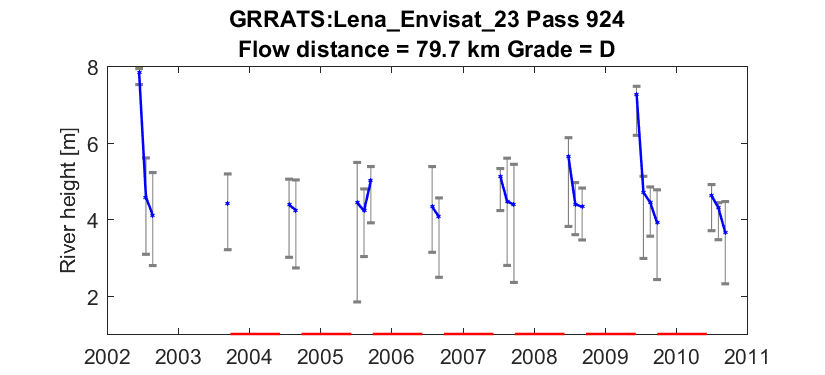 GRRATS:Lena_Envisat_23 Pass 924
Flow distance = 79.7 km Grade = D
River height [m]
8
6
4
2
2002 2003 2004 2005 2006 2007 2008 2009 2010 2011